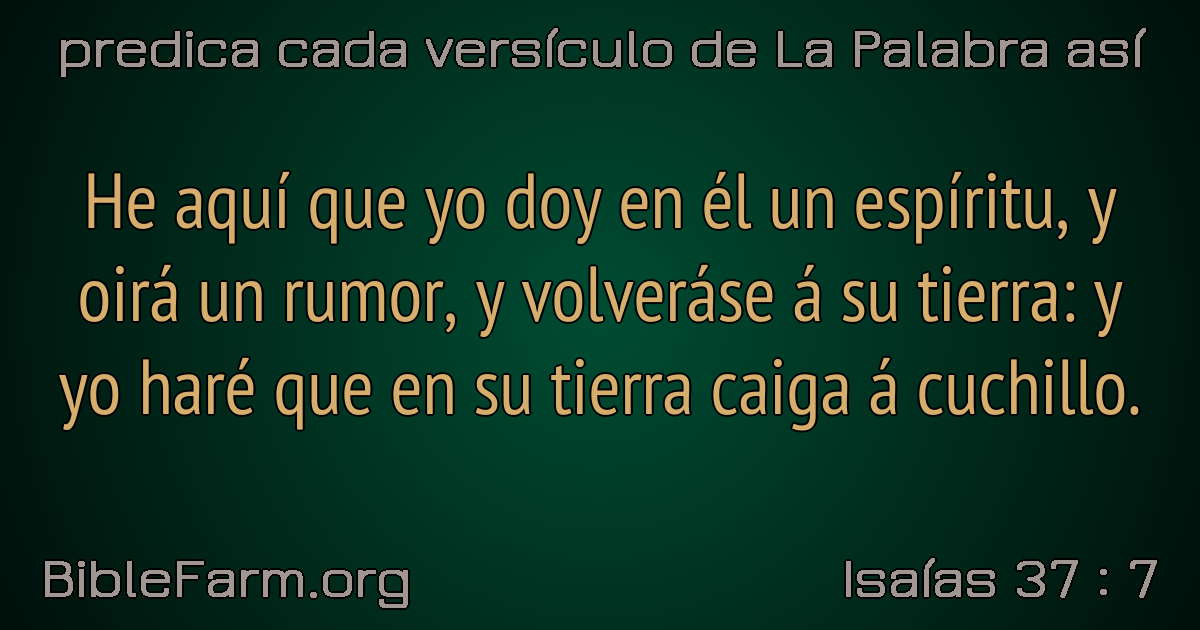 predica cada versículo de La Palabra así
He aquí que yo doy en él un espíritu, y
oirá un rumor, y volveráse á su tierra: y
yo haré que en su tierra caiga á cuchillo.
BibleFarm.org
Isaías 37 : 7